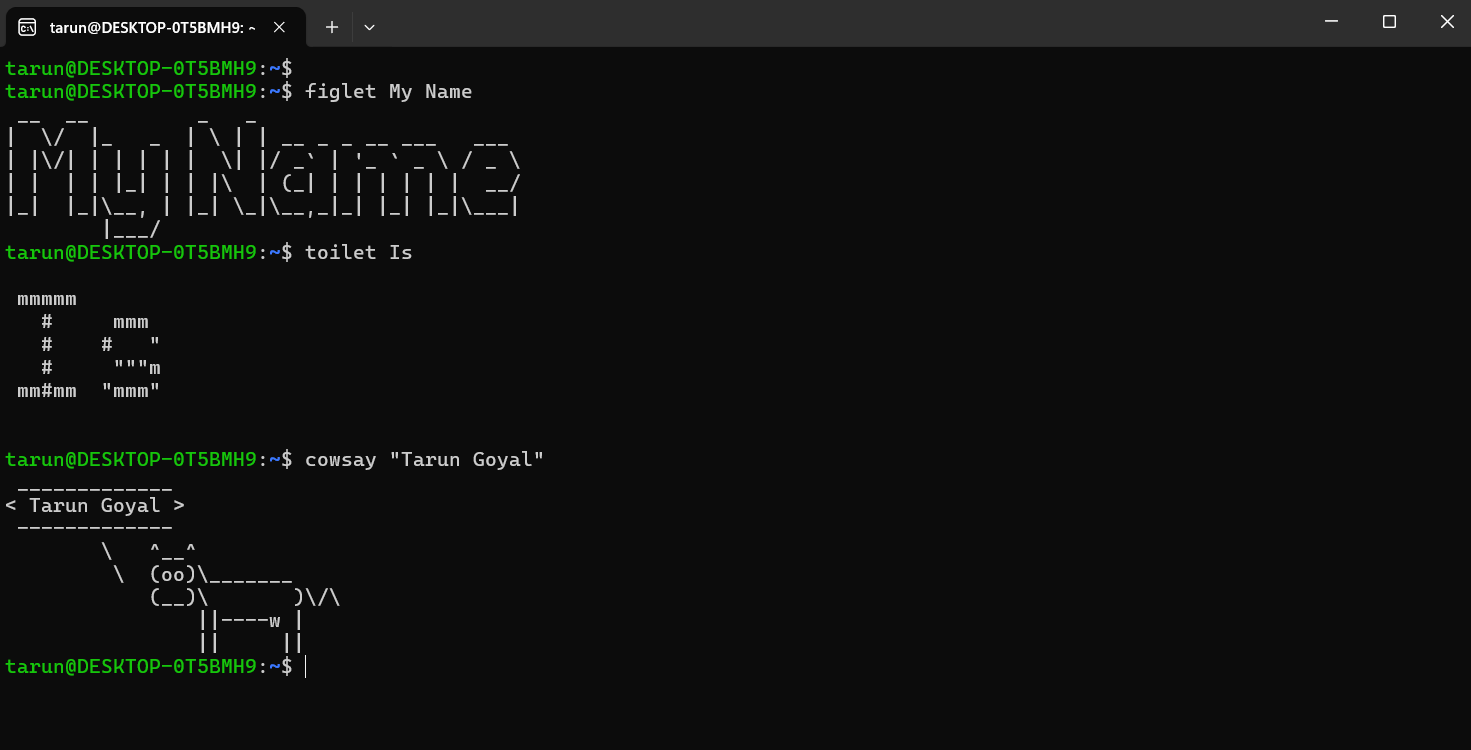 tarun@DESKTOP-0T5BMH9: ~
tarun@DESKTOP-0T5BMH9:~$
tarun@DESKTOP-0T5BMH9:~$ figlet My Name
 __  __         _   _
|  \/  |_   _  | \ | | __ _ _ __ ___   ___
| |\/| | | | | |  \| |/ _` | '_ ` _ \ / _ \
| |  | | |_| | | |\  | (_| | | | | | |  __/
|_|  |_|\__, | |_| \_|\__,_|_| |_| |_|\___|
        |___/
tarun@DESKTOP-0T5BMH9:~$ toilet Is
 mmmmm
   #     mmm
   #    #   "
   #     """m
 mm#mm  "mmm"
tarun@DESKTOP-0T5BMH9:~$ cowsay "Tarun Goyal"
 _____________
< Tarun Goyal >
 -------------
        \   ^__^
         \  (oo)\_______
            (__)\       )\/\
                ||----w |
                ||     ||
tarun@DESKTOP-0T5BMH9:~$